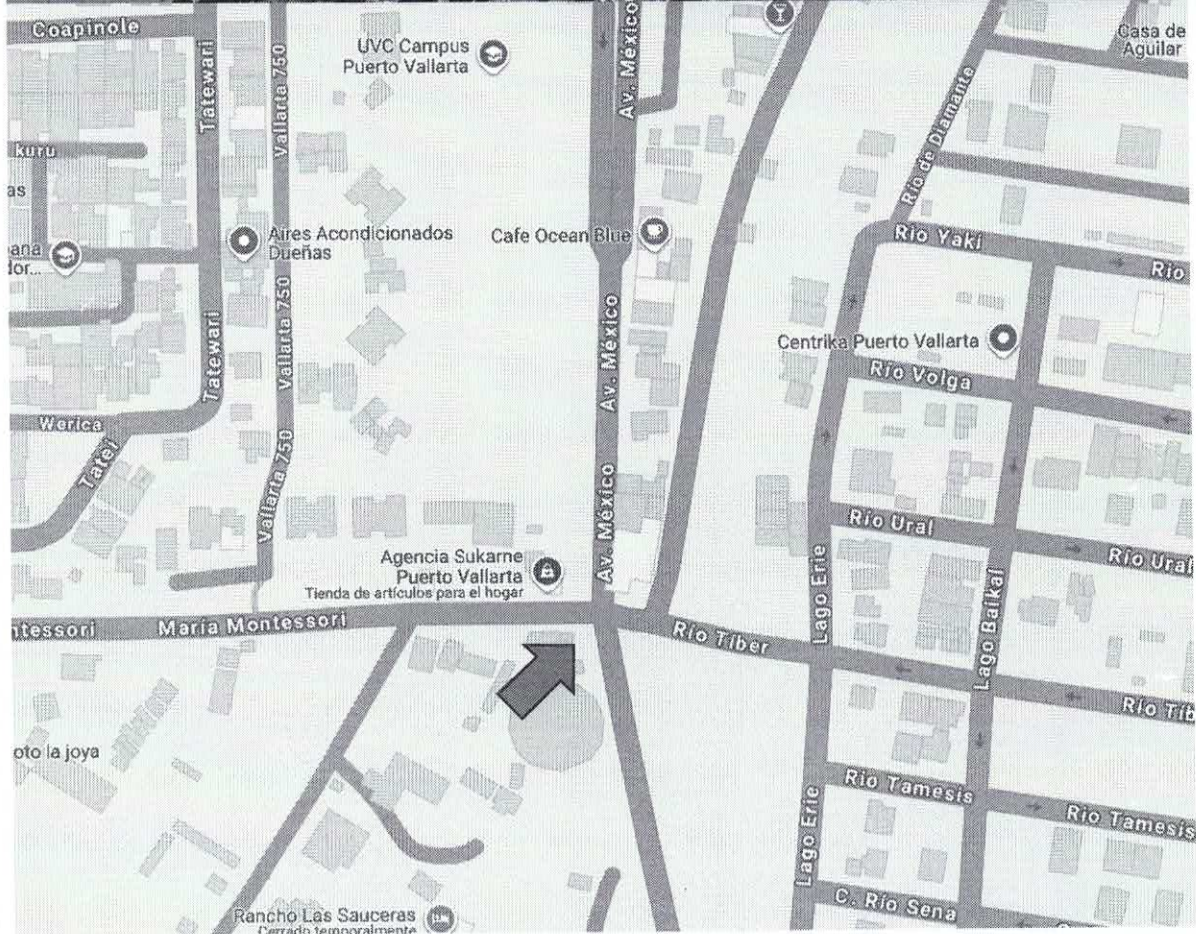 Coapinole
Tatewari
Vallarta 750
UVC Campus
Puerto Vallarta
Av. México
Casa de
Aguilar
kuru
as
Río de Diamante
ana
dor...
Aires Acondicionados
Dueñas
Cafe Ocean Blue
Río Yaki
Río
Tatewari
Vallarta 750
Av. México
Centrika Puerto Vallarta
Río Volga
Werica
Tatei
Vallarta 750
Av. México
Río Ural
Río Ural
Agencia Sukarne
Puerto Vallarta
Tienda de artículos para el hogar
Lago Erie
Lago Baikal
ntessori
María Montessori
Río Tíber
Río Tíb
oto la joya
Río Tamesis
Río Tamesis
Lago Erie
C. Río Sena
Rancho Las Sauceras
Cerrado temporalmente